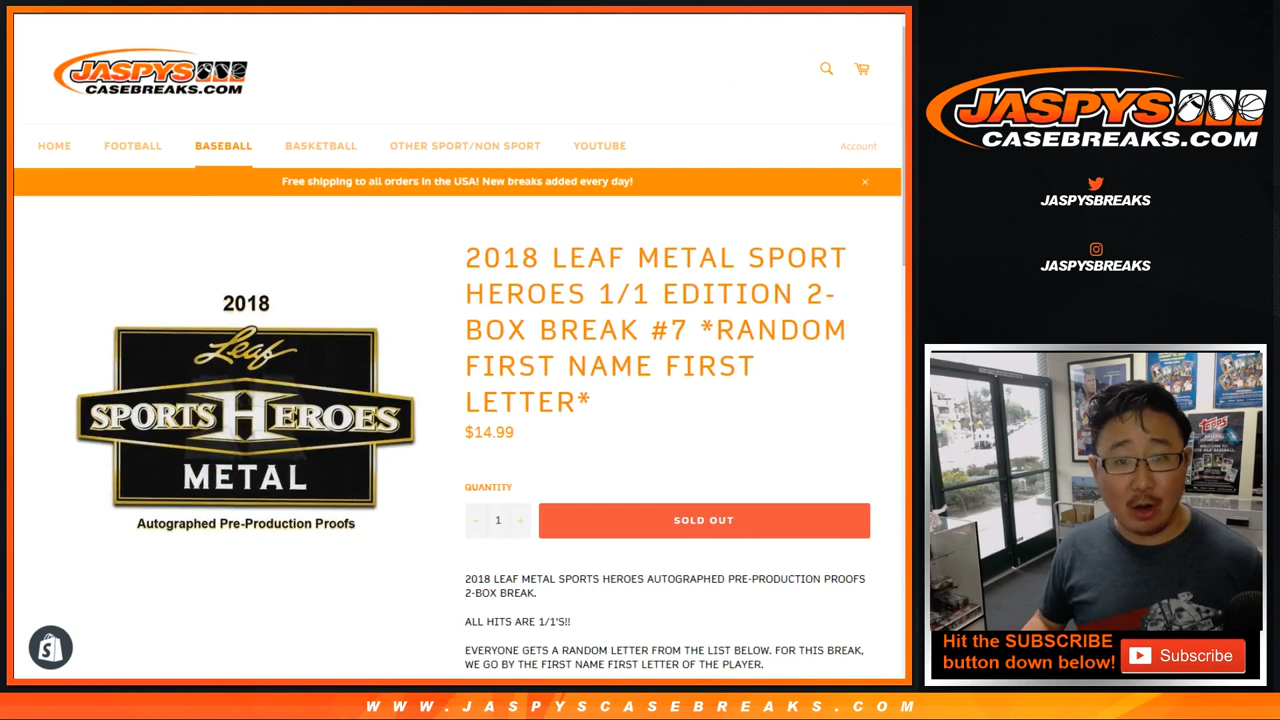 JASPYS
CASEBREAKS.COM
HOME FOOTBALL BASEBALL BASKETBALL OTHER SPORT/NON SPORT YOUTUBE Account
Free shipping to all orders in the USA! New breaks added every day! ×
2018
Leaf
SPORTS HEROES
METAL
Autographed Pre-Production Proofs
2018 LEAF METAL SPORT
HEROES 1/1 EDITION 2-
BOX BREAK #7 *RANDOM
FIRST NAME FIRST
LETTER*
$14.99
QUANTITY
− 1 +
SOLD OUT
2018 LEAF METAL SPORTS HEROES AUTOGRAPHED PRE-PRODUCTION PROOFS
2-BOX BREAK.
ALL HITS ARE 1/1'S!!
EVERYONE GETS A RANDOM LETTER FROM THE LIST BELOW. FOR THIS BREAK,
WE GO BY THE FIRST NAME FIRST LETTER OF THE PLAYER.
JASPYS
CASEBREAKS.COM
JASPYSBREAKS
JASPYSBREAKS
TOPPS
Hit the SUBSCRIBE
button down below!
Subscribe
WWW.JASPYSCASEBREAKS.COM